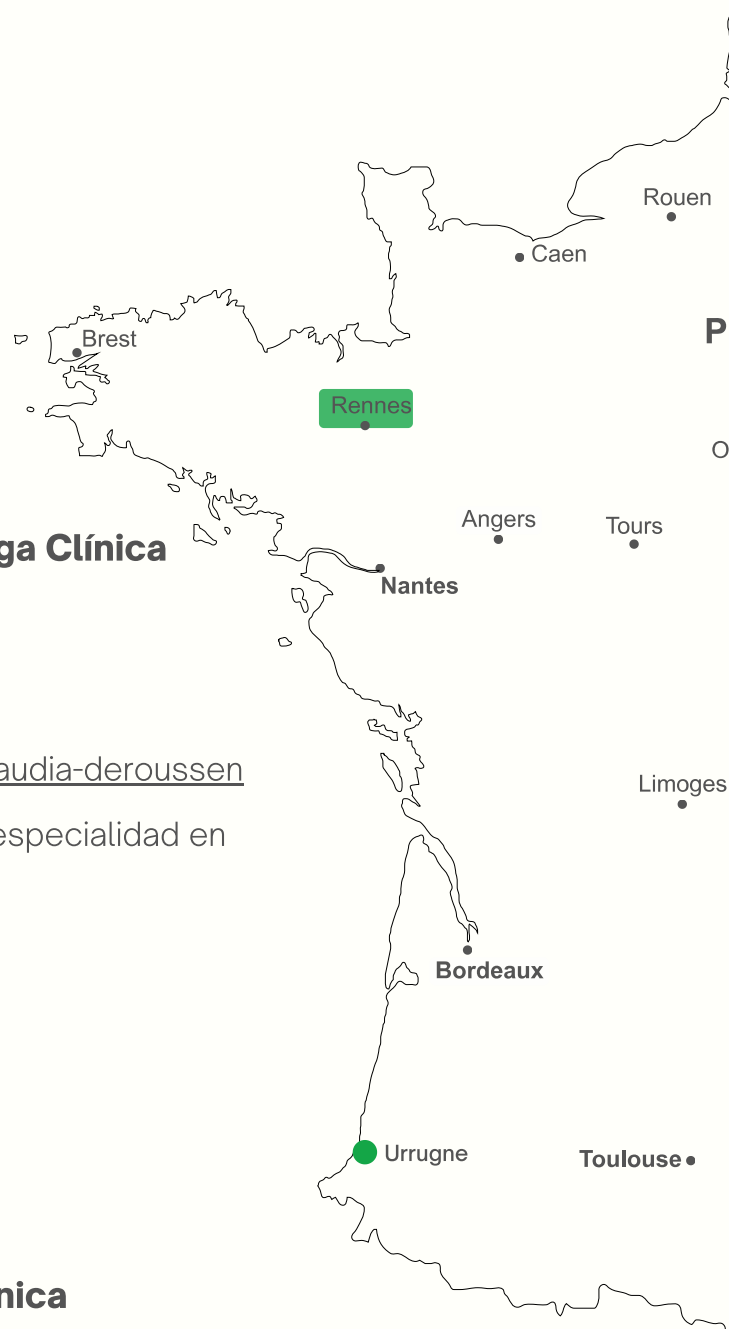 Rouen
Caen
P
Brest
Rennes
O
Angers
Tours
ga Clínica
Nantes
audia-deroussen
Limoges
especialidad en
Bordeaux
Urrugne
Toulouse
nica